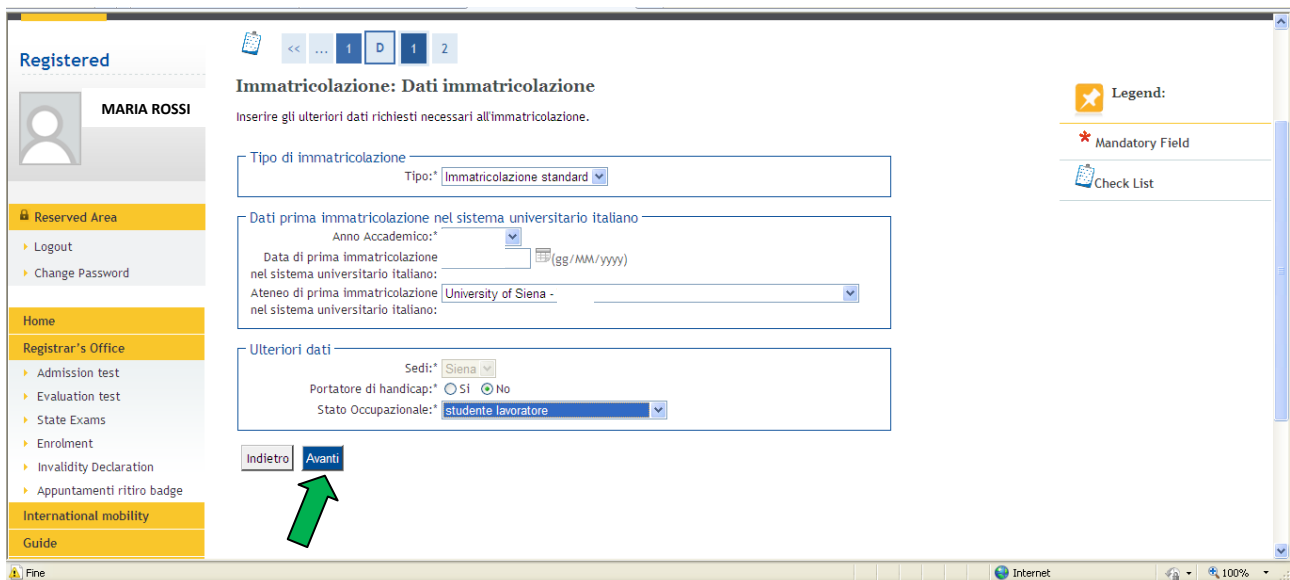 Registered
MARIA ROSSI
Reserved Area
Logout
Change Password
Home
Registrar's Office
Admission test
Evaluation test
State Exams
Enrolment
Invalidity Declaration
Appuntamenti ritiro badge
International mobility
Guide
<< ... 1 D 1 2
Immatricolazione: Dati immatricolazione
Inserire gli ulteriori dati richiesti necessari all'immatricolazione.
Tipo di immatricolazione
Tipo:* Immatricolazione standard
Dati prima immatricolazione nel sistema universitario italiano
Anno Accademico:*
Data di prima immatricolazione
nel sistema universitario italiano: (gg/MM/yyyy)
Ateneo di prima immatricolazione University of Siena -
nel sistema universitario italiano:
Ulteriori dati
Sedi:* Siena
Portatore di handicap:* Sì No
Stato Occupazionale:* studente lavoratore
Indietro Avanti
Legend:
* Mandatory Field
Check List
Fine Internet 100%